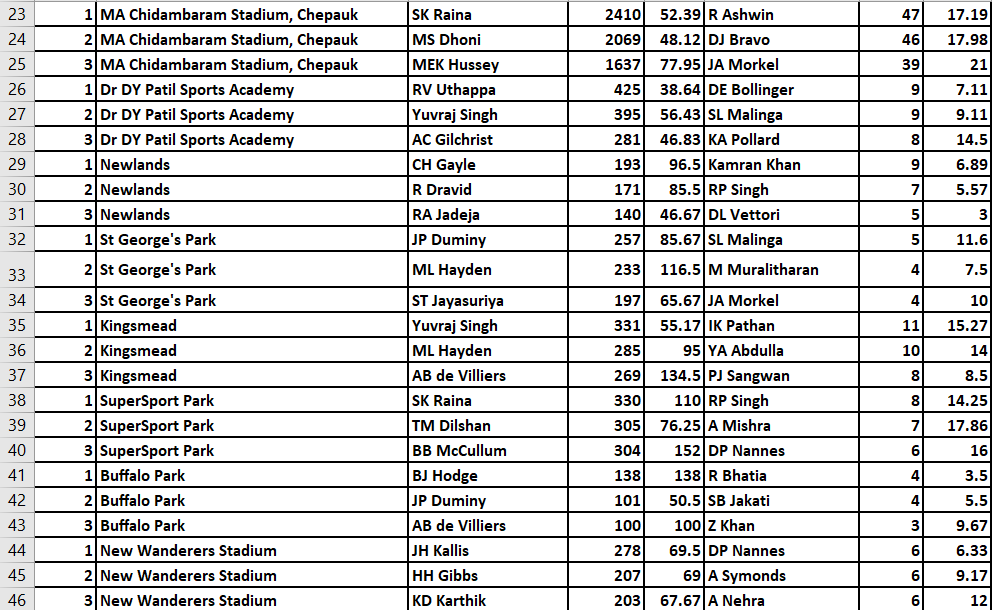 23 1 MA Chidambaram Stadium, Chepauk SK Raina 2410 52.39 R Ashwin 47 17.19
24 2 MA Chidambaram Stadium, Chepauk MS Dhoni 2069 48.12 DJ Bravo 46 17.98
25 3 MA Chidambaram Stadium, Chepauk MEK Hussey 1637 77.95 JA Morkel 39 21
26 1 Dr DY Patil Sports Academy RV Uthappa 425 38.64 DE Bollinger 9 7.11
27 2 Dr DY Patil Sports Academy Yuvraj Singh 395 56.43 SL Malinga 9 9.11
28 3 Dr DY Patil Sports Academy AC Gilchrist 281 46.83 KA Pollard 8 14.5
29 1 Newlands CH Gayle 193 96.5 Kamran Khan 9 6.89
30 2 Newlands R Dravid 171 85.5 RP Singh 7 5.57
31 3 Newlands RA Jadeja 140 46.67 DL Vettori 5 3
32 1 St George's Park JP Duminy 257 85.67 SL Malinga 5 11.6
33 2 St George's Park ML Hayden 233 116.5 M Muralitharan 4 7.5
34 3 St George's Park ST Jayasuriya 197 65.67 JA Morkel 4 10
35 1 Kingsmead Yuvraj Singh 331 55.17 IK Pathan 11 15.27
36 2 Kingsmead ML Hayden 285 95 YA Abdulla 10 14
37 3 Kingsmead AB de Villiers 269 134.5 PJ Sangwan 8 8.5
38 1 SuperSport Park SK Raina 330 110 RP Singh 8 14.25
39 2 SuperSport Park TM Dilshan 305 76.25 A Mishra 7 17.86
40 3 SuperSport Park BB McCullum 304 152 DP Nannes 6 16
41 1 Buffalo Park BJ Hodge 138 138 R Bhatia 4 3.5
42 2 Buffalo Park JP Duminy 101 50.5 SB Jakati 4 5.5
43 3 Buffalo Park AB de Villiers 100 100 Z Khan 3 9.67
44 1 New Wanderers Stadium JH Kallis 278 69.5 DP Nannes 6 6.33
45 2 New Wanderers Stadium HH Gibbs 207 69 A Symonds 6 9.17
46 3 New Wanderers Stadium KD Karthik 203 67.67 A Nehra 6 12